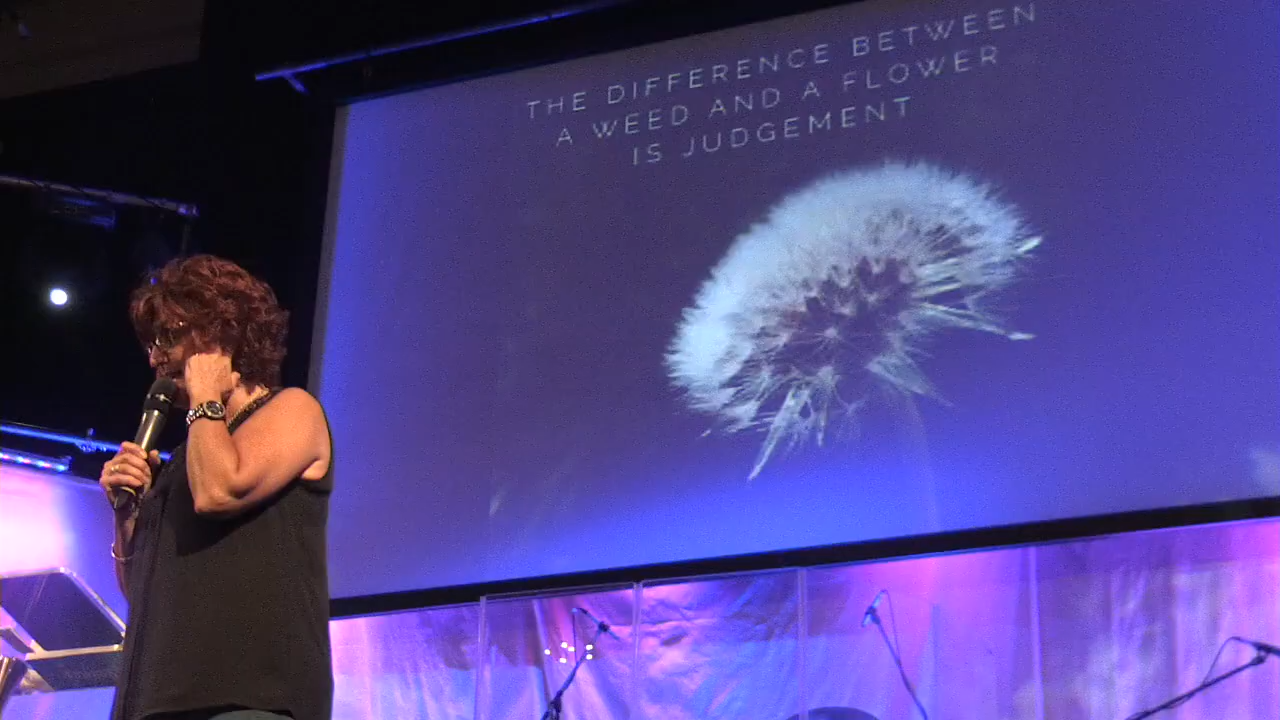 THE DIFFERENCE BETWEEN
A WEED AND A FLOWER
IS JUDGEMENT